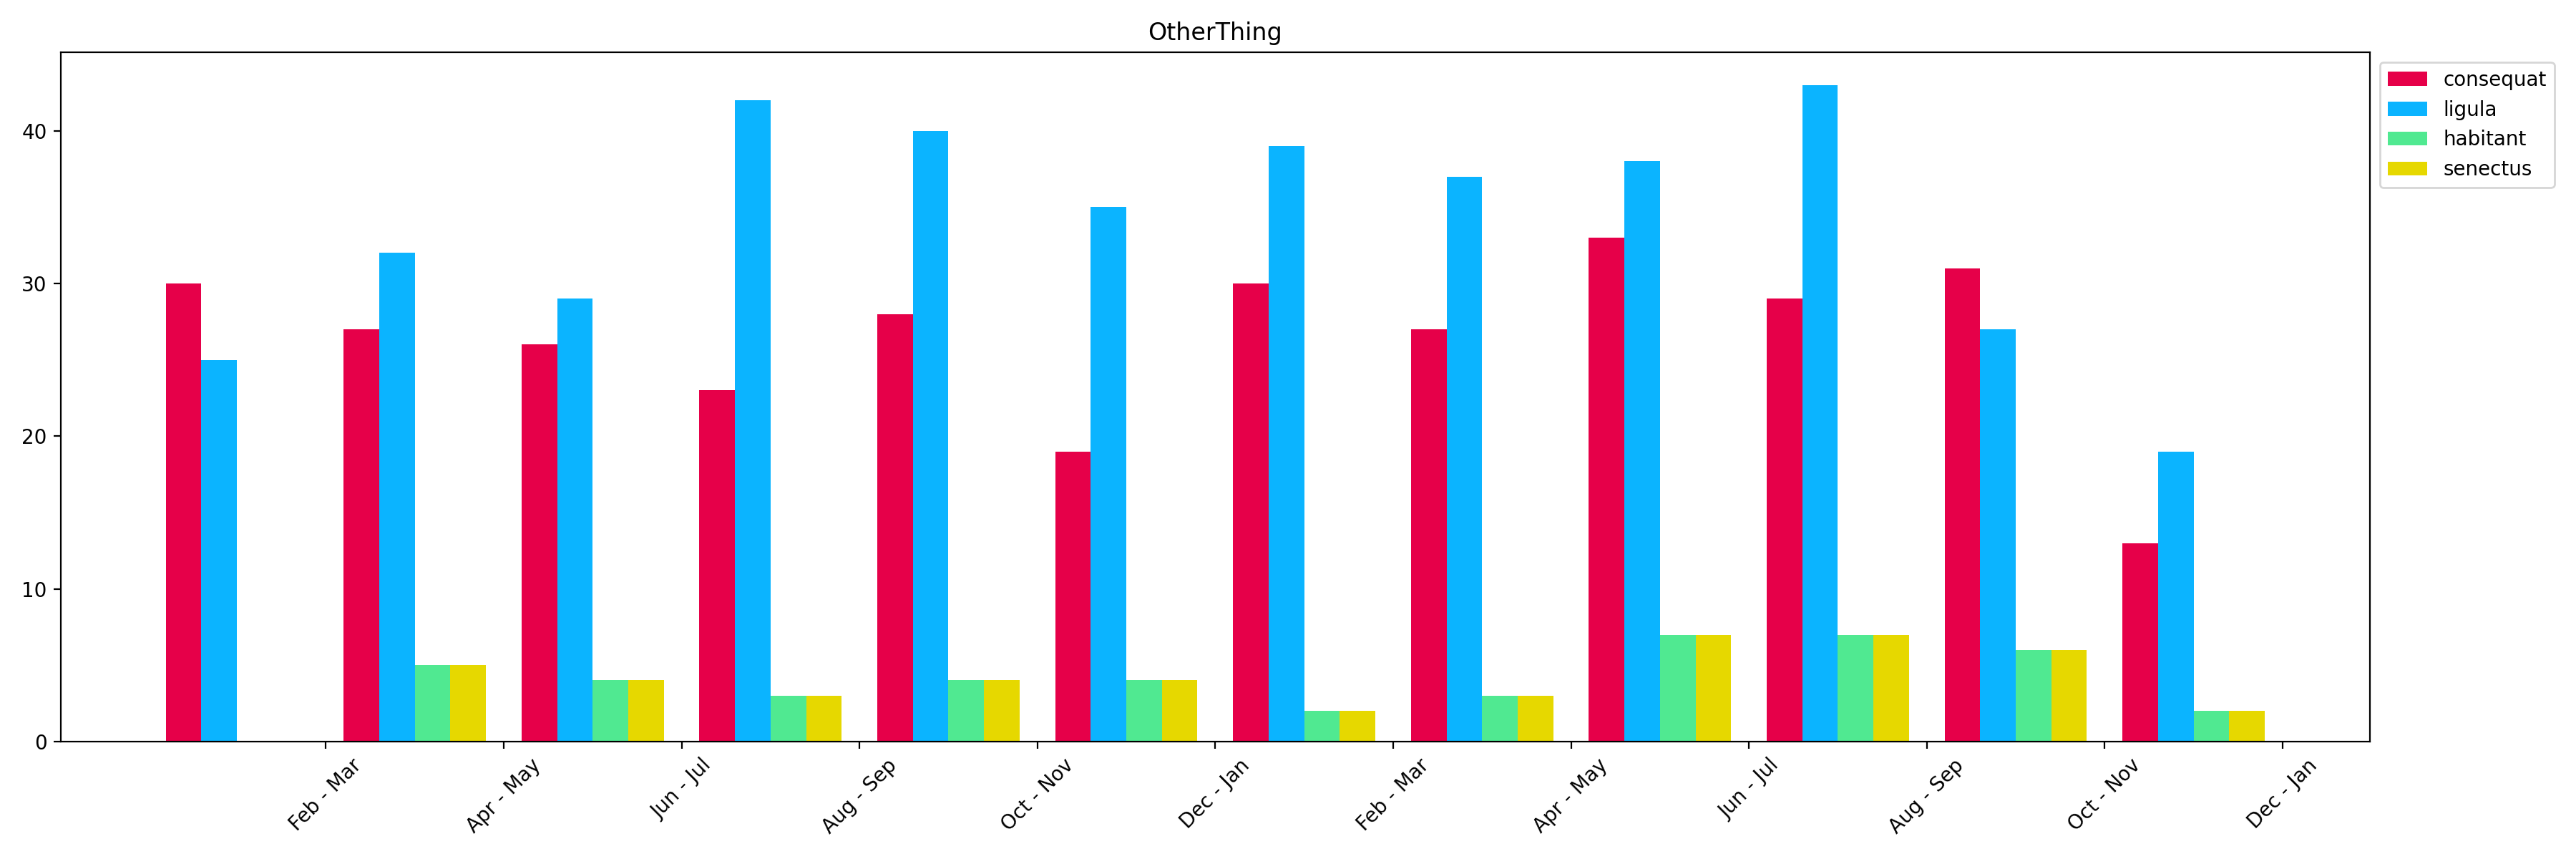 OtherThing
consequat
ligula
habitant
senectus
40
30
20
10
0
Feb - Mar
Apr - May
Jun - Jul
Aug - Sep
Oct - Nov
Dec - Jan
Feb - Mar
Apr - May
Jun - Jul
Aug - Sep
Oct - Nov
Dec - Jan